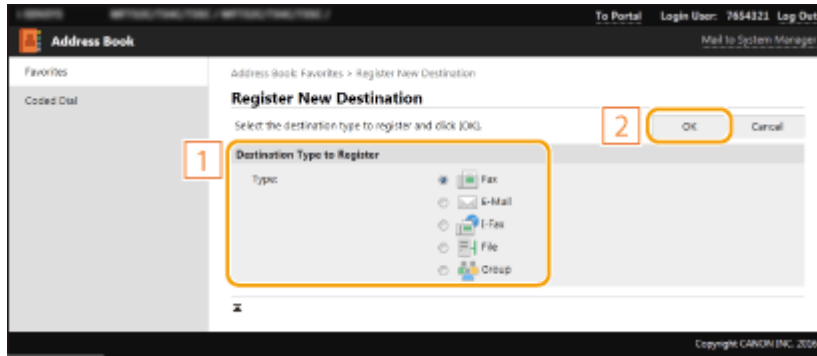 To Portal Login User: 7654321 Log Out
Address Book
Mail to System Manager
Favorites
Coded Dial
Address Book: Favorites > Register New Destination
Register New Destination
Select the destination type to register and click [OK].
2
OK
Cancel
1
Destination Type to Register
Type:
Fax
E-Mail
I-Fax
File
Group
Copyright CANON INC. 2016